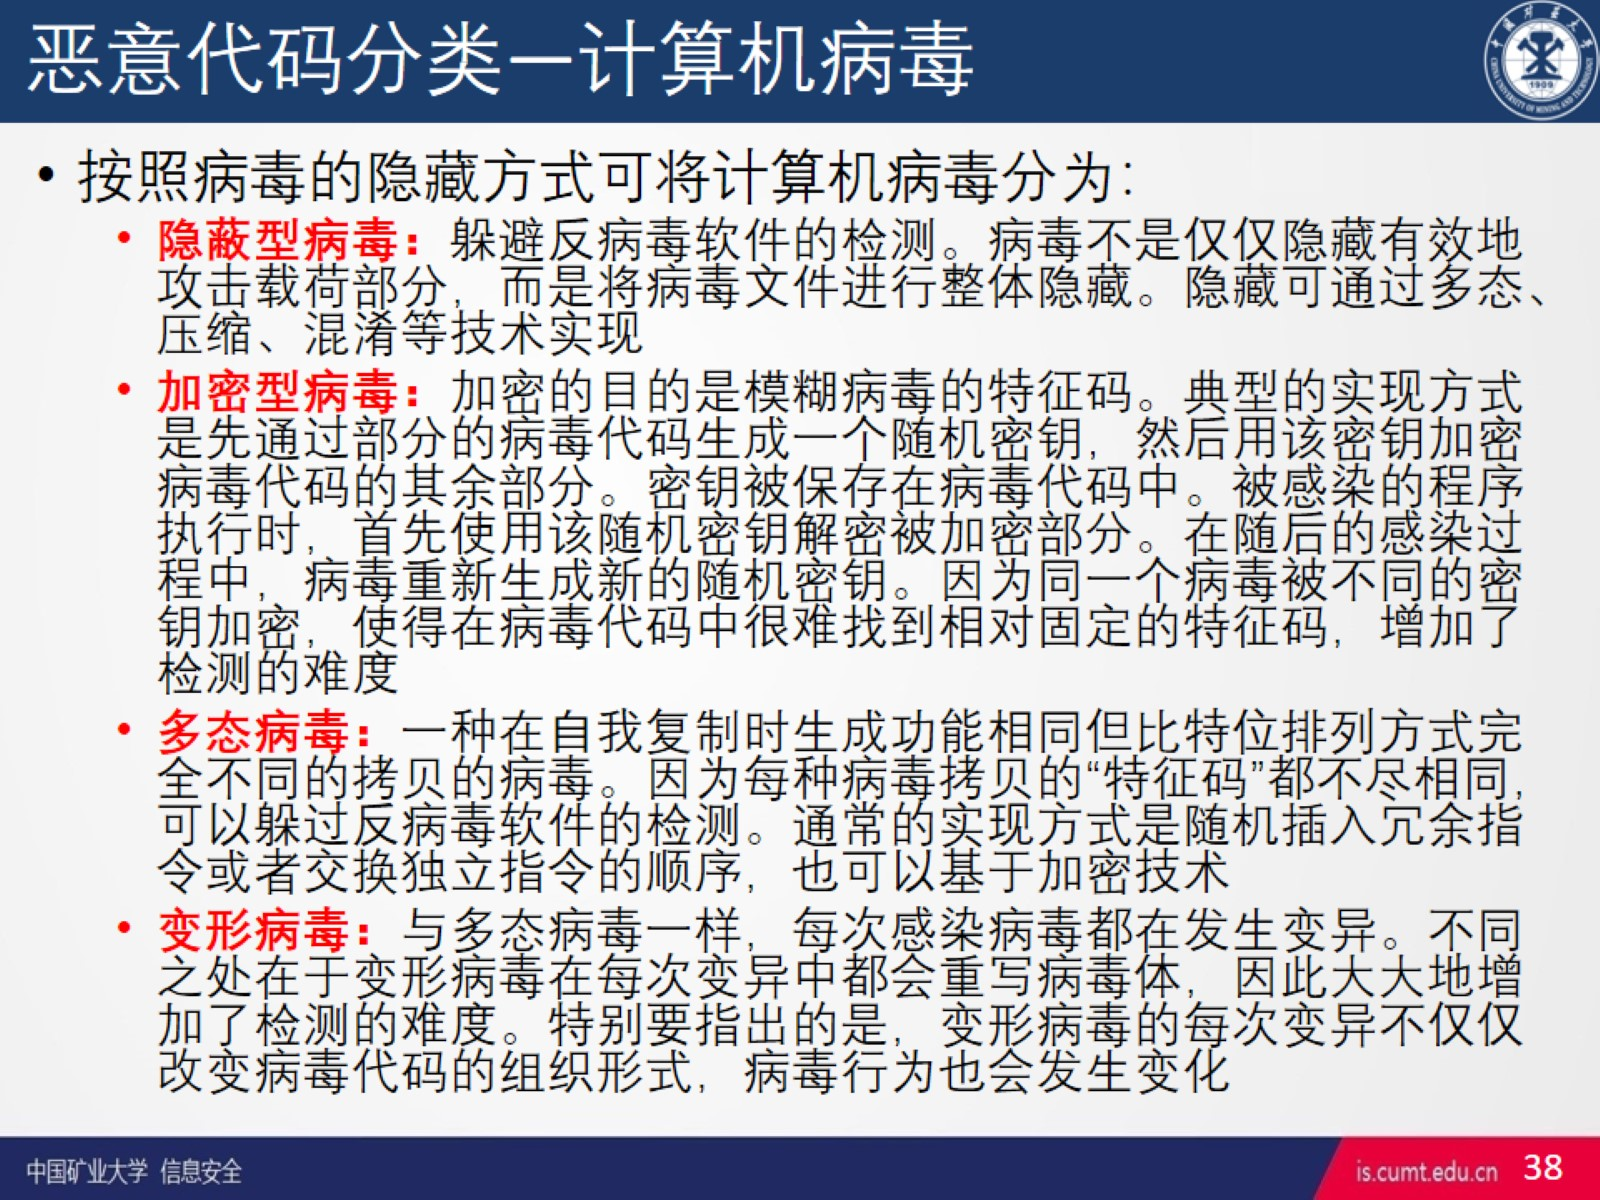 恶意代码分类—计算机病毒
中国矿业大学
CHINA UNIVERSITY OF MINING AND TECHNOLOGY
1909
• 按照病毒的隐藏方式可将计算机病毒分为：
• 隐蔽型病毒：躲避反病毒软件的检测。病毒不是仅仅隐藏有效地
攻击载荷部分，而是将病毒文件进行整体隐藏。隐藏可通过多态、
压缩、混淆等技术实现
• 加密型病毒：加密的目的是模糊病毒的特征码。典型的实现方式
是先通过部分的病毒代码生成一个随机密钥，然后用该密钥加密
病毒代码的其余部分。密钥被保存在病毒代码中。被感染的程序
执行时，首先使用该随机密钥解密被加密部分。在随后的感染过
程中，病毒重新生成新的随机密钥。因为同一个病毒被不同的密
钥加密，使得在病毒代码中很难找到相对固定的特征码，增加了
检测的难度
• 多态病毒：一种在自我复制时生成功能相同但比特位排列方式完
全不同的拷贝的病毒。因为每种病毒拷贝的“特征码”都不尽相同，
可以躲过反病毒软件的检测。通常的实现方式是随机插入冗余指
令或者交换独立指令的顺序，也可以基于加密技术
• 变形病毒：与多态病毒一样，每次感染病毒都在发生变异。不同
之处在于变形病毒在每次变异中都会重写病毒体，因此大大地增
加了检测的难度。特别要指出的是，变形病毒的每次变异不仅仅
改变病毒代码的组织形式，病毒行为也会发生变化
中国矿业大学 信息安全
is.cumt.edu.cn 38